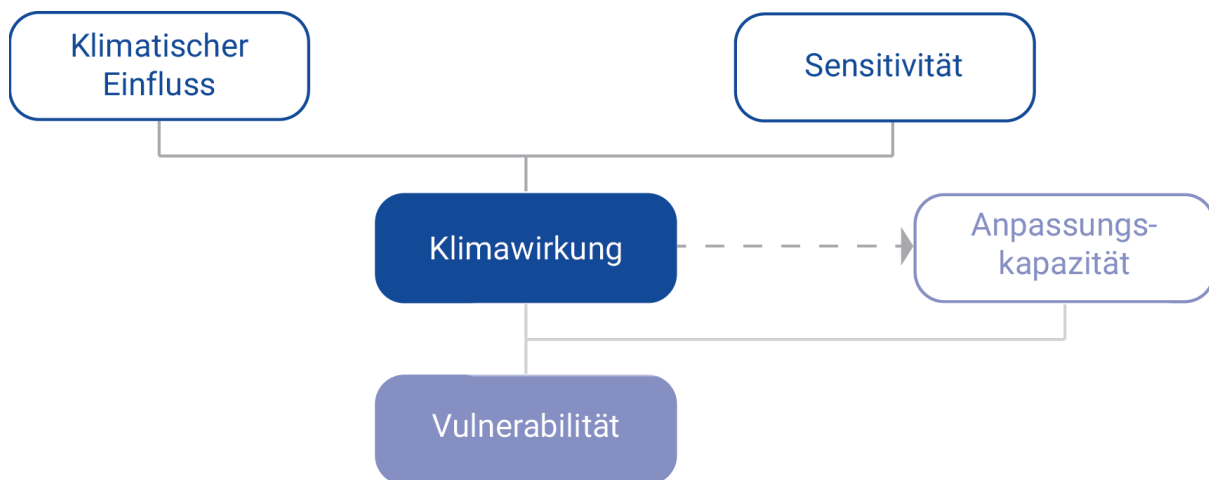 Klimatischer
Einfluss
Sensitivität
Klimawirkung
Anpassungs-
kapazität
Vulnerabilität